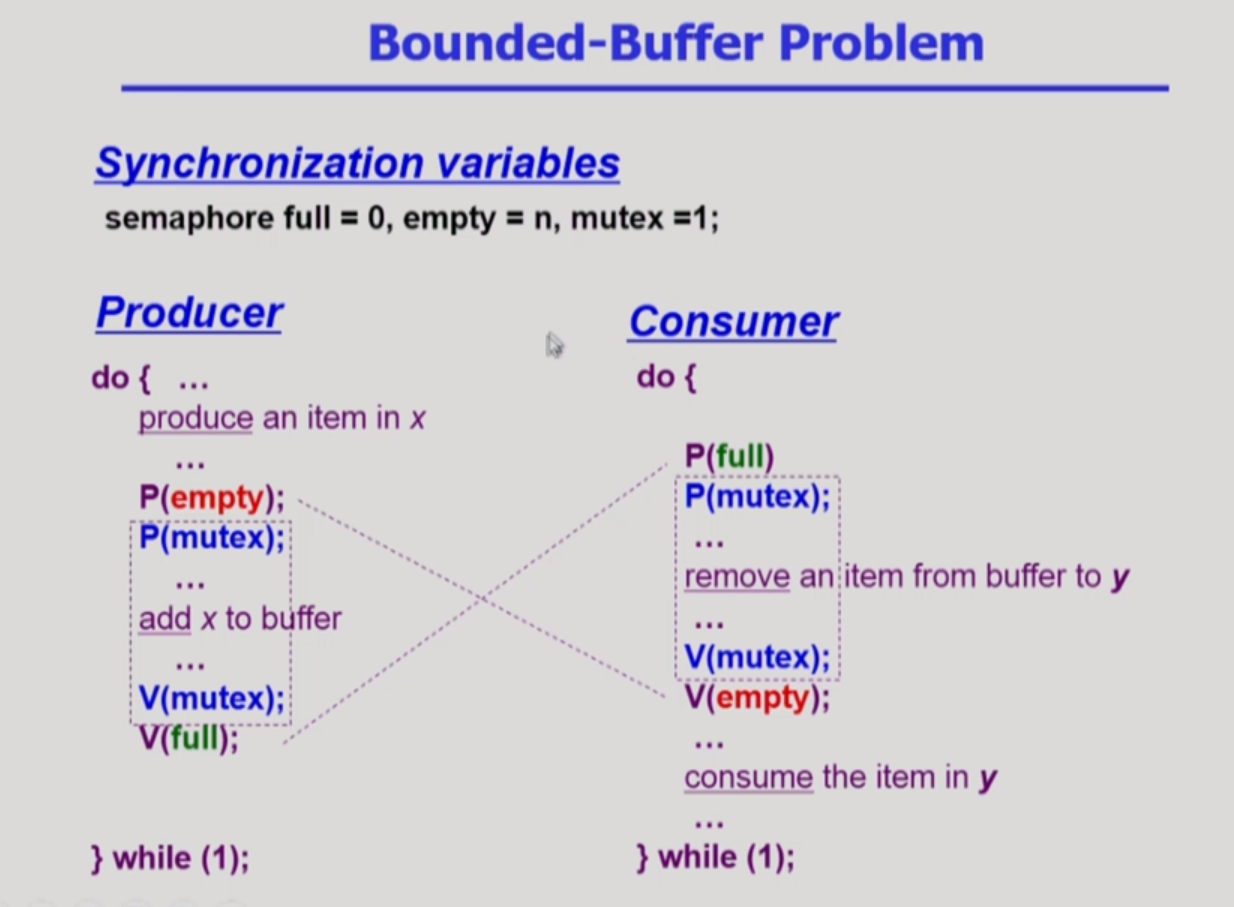 Bounded-Buffer Problem
Synchronization variables
semaphore full = 0, empty = n, mutex =1;
Producer
do { ...
produce an item in x
...
P(empty);
P(mutex);
...
add x to buffer
...
V(mutex);
V(full);
} while (1);
Consumer
do {
P(full)
P(mutex);
...
remove an item from buffer to y
...
V(mutex);
V(empty);
...
consume the item in y
...
} while (1);